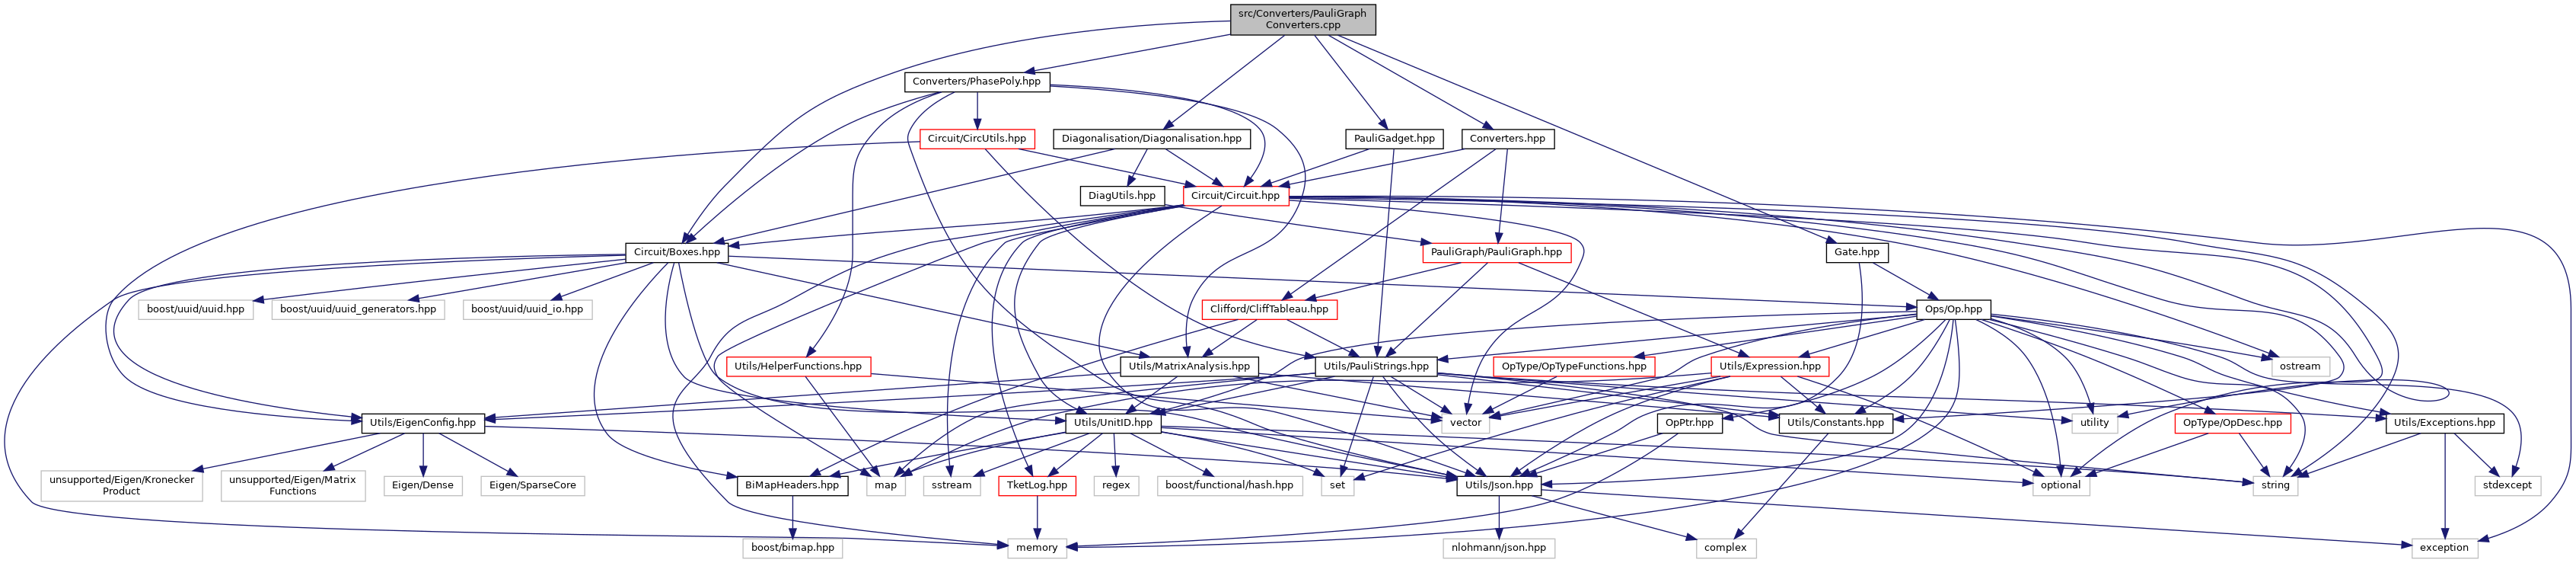 src/Converters/PauliGraph
Converters.cpp
Converters/PhasePoly.hpp
Circuit/CircUtils.hpp
Diagonalisation/Diagonalisation.hpp
PauliGadget.hpp
Converters.hpp
DiagUtils.hpp
Circuit/Circuit.hpp
Circuit/Boxes.hpp
PauliGraph/PauliGraph.hpp
Gate.hpp
boost/uuid/uuid.hpp
boost/uuid/uuid_generators.hpp
boost/uuid/uuid_io.hpp
Clifford/CliffTableau.hpp
Ops/Op.hpp
Utils/HelperFunctions.hpp
Utils/MatrixAnalysis.hpp
Utils/PauliStrings.hpp
OpType/OpTypeFunctions.hpp
Utils/Expression.hpp
ostream
Utils/EigenConfig.hpp
Utils/UnitID.hpp
vector
OpPtr.hpp
Utils/Constants.hpp
utility
OpType/OpDesc.hpp
Utils/Exceptions.hpp
unsupported/Eigen/Kronecker
Product
unsupported/Eigen/Matrix
Functions
Eigen/Dense
Eigen/SparseCore
BiMapHeaders.hpp
map
sstream
TketLog.hpp
regex
boost/functional/hash.hpp
set
Utils/Json.hpp
optional
string
stdexcept
boost/bimap.hpp
memory
nlohmann/json.hpp
complex
exception